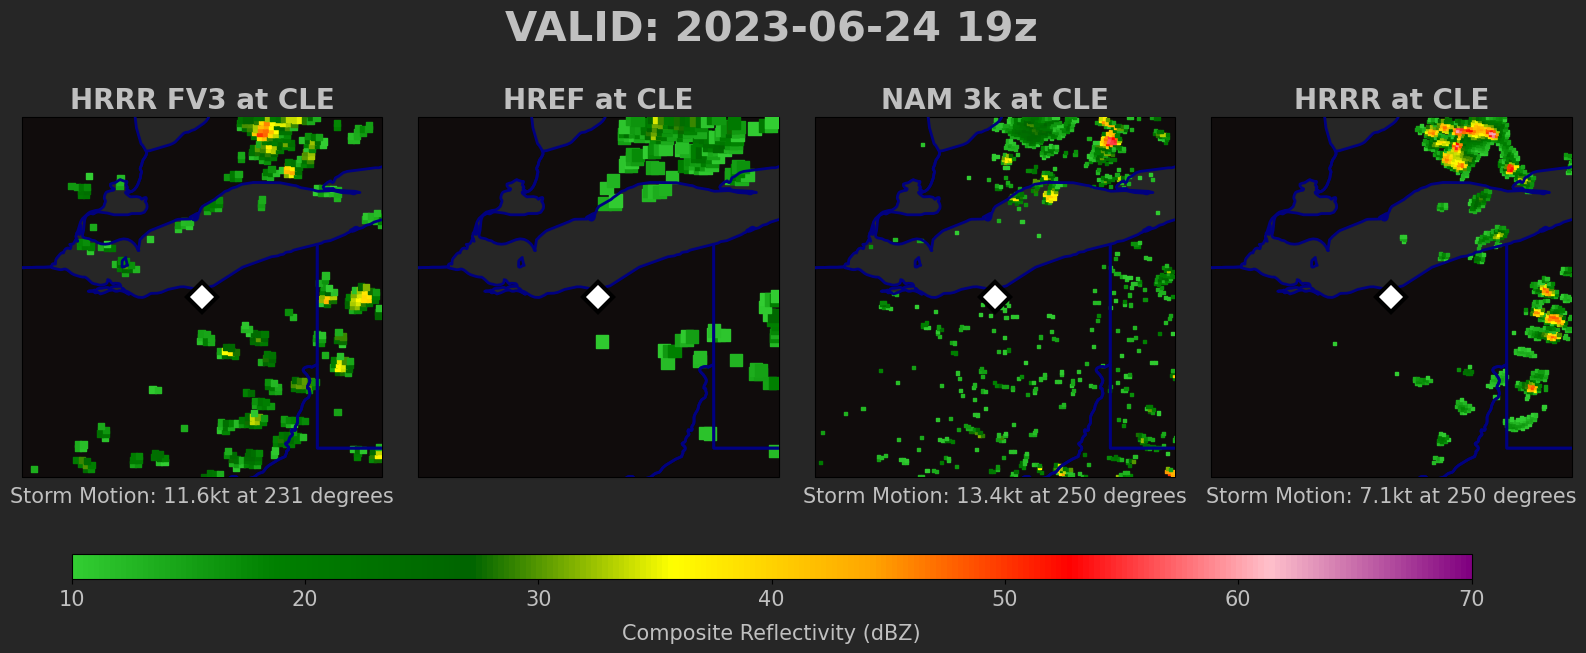 VALID: 2023-06-24 19z
HRRR FV3 at CLE
HREF at CLE
NAM 3k at CLE
HRRR at CLE
Storm Motion: 11.6kt at 231 degrees
Storm Motion: 13.4kt at 250 degrees
Storm Motion: 7.1kt at 250 degrees
10 20 30 40 50 60 70
Composite Reflectivity (dBZ)